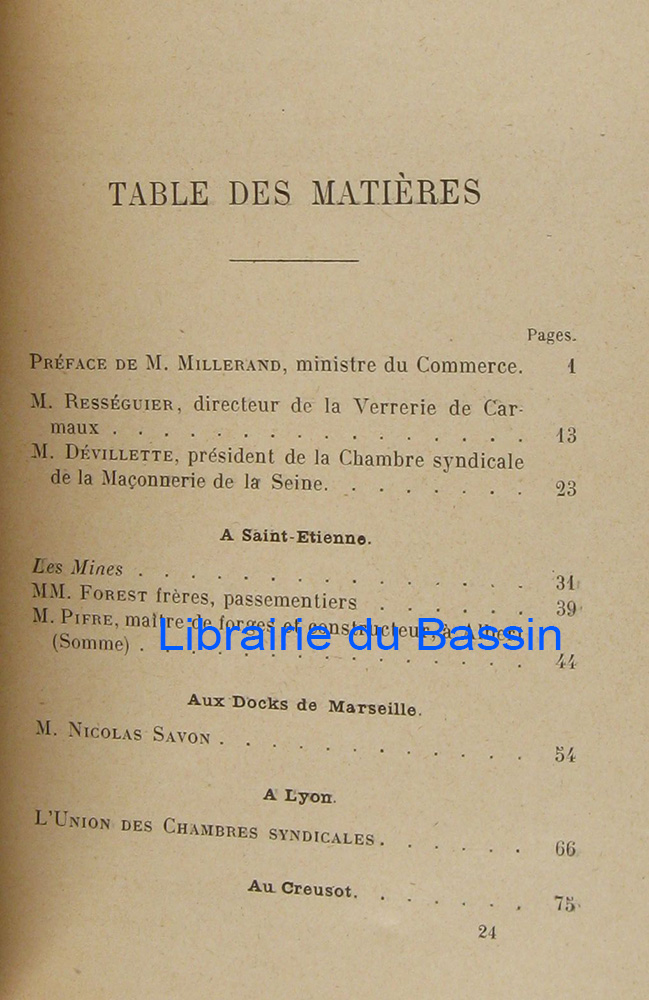 TABLE DES MATIÈRES
Pages.
PRÉFACE DE M. MILLERAND, ministre du Commerce. 1
M. RESSÉGUIER, directeur de la Verrerie de Car-
maux . . . . . . . . . . . . . . . . 13
M. DÉVILLETTE, président de la Chambre syndicale
de la Maçonnerie de la Seine. . . . . . . . 23
A Saint-Etienne.
Les Mines . . . . . . . . . . . . . . . 31
MM. FOREST frères, passementiers . . . . . . 39
M. PIFRE, maître de forges et constructeur, à Albert
Librairie du Bassin
(Somme) . . . . . . . . . . . . . . . 44
Aux Docks de Marseille.
M. NICOLAS SAVON . . . . . . . . . . . . 54
A Lyon.
L'UNION DES CHAMBRES SYNDICALES . . . . . . 66
Au Creusot. . . . . . . 75
24